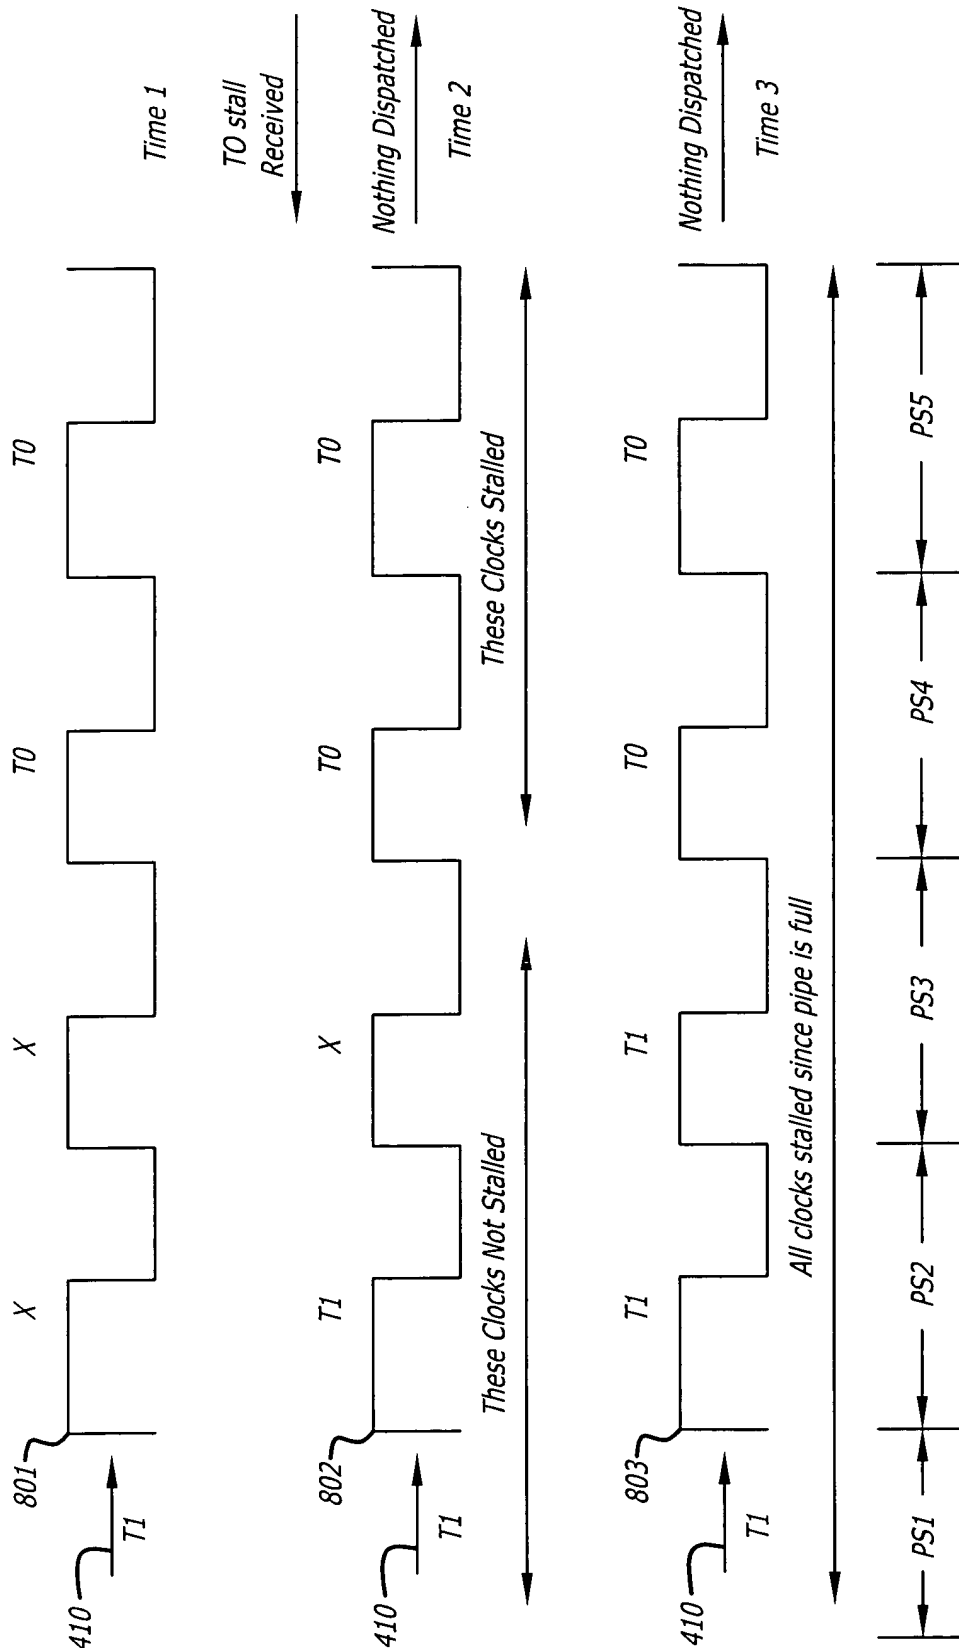 801
X
X
T0
T0
410
T1
Time 1
TO stall
Received
802
T1
X
T0
T0
Nothing Dispatched
410
T1
Time 2
These Clocks Not Stalled
These Clocks Stalled
803
T1
T1
T0
T0
Nothing Dispatched
410
T1
Time 3
All clocks stalled since pipe is full
PS1
PS2
PS3
PS4
PS5